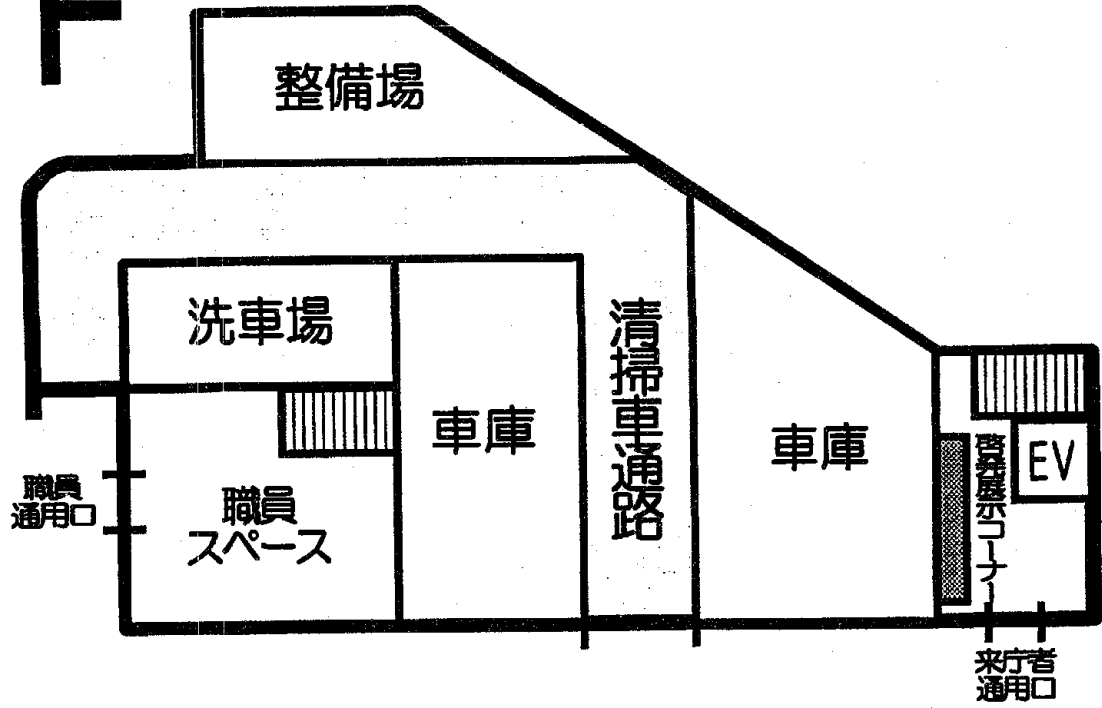 整備場
洗車場
清掃車通路
車庫
車庫
啓発展示コーナー
EV
職員
通用口
職員
スペース
来庁者
通用口